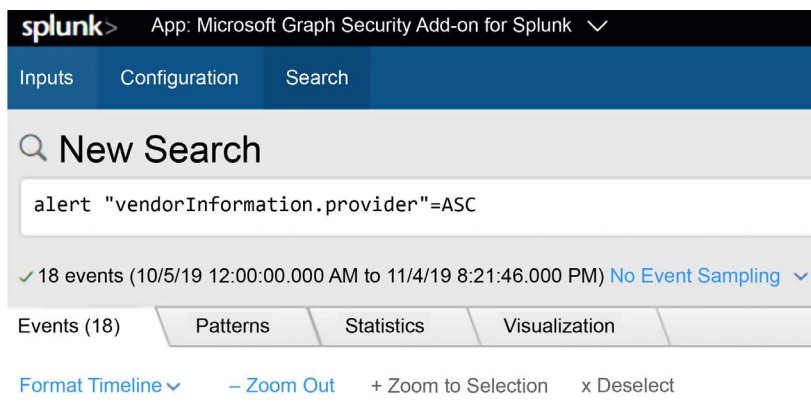 splunk> App: Microsoft Graph Security Add-on for Splunk
Inputs Configuration Search
New Search
alert "vendorInformation.provider"=ASC
18 events (10/5/19 12:00:00.000 AM to 11/4/19 8:21:46.000 PM) No Event Sampling
Events (18) Patterns Statistics Visualization
Format Timeline – Zoom Out + Zoom to Selection x Deselect